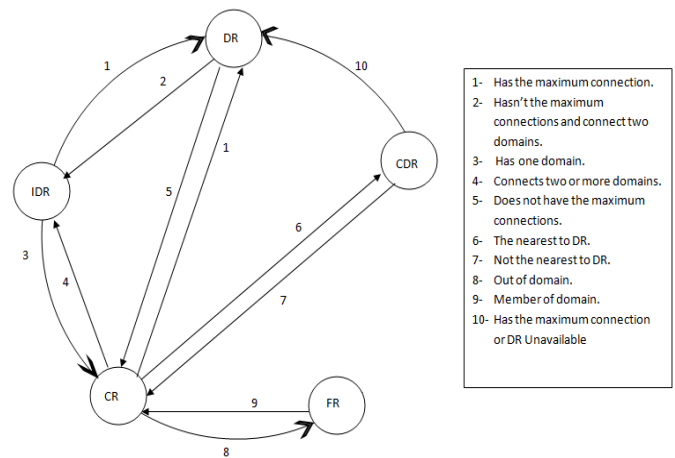 DR
1
10
2
1
CDR
IDR
5
6
3
7
4
CR
9
FR
8
1- Has the maximum connection.
2- Hasn't the maximum
connections and connect two
domains.
3- Has one domain.
4- Connects two or more domains.
5- Does not have the maximum
connections.
6- The nearest to DR.
7- Not the nearest to DR.
8- Out of domain.
9- Member of domain.
10- Has the maximum connection
or DR Unavailable